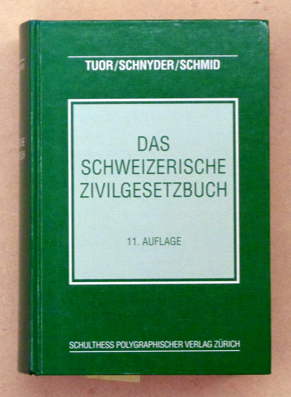 TUOR/SCHNYDER/SCHMID
DAS
SCHWEIZERISCHE
ZIVILGESETZBUCH
11. AUFLAGE
SCHULTHESS POLYGRAPHISCHER VERLAG ZÜRICH